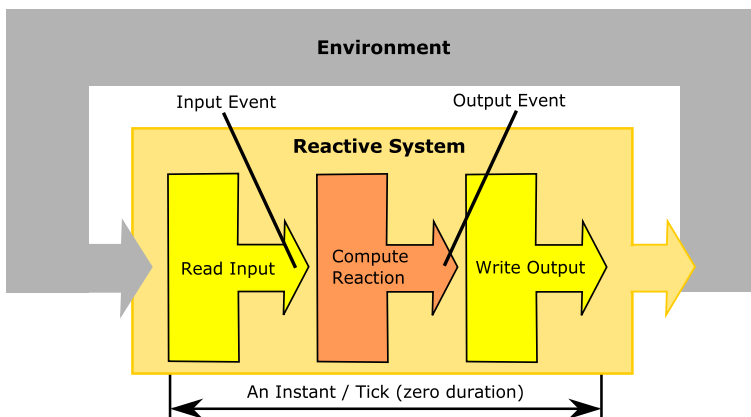 Environment
Input Event
Output Event
Reactive System
Read Input
Compute
Reaction
Write Output
An Instant / Tick (zero duration)